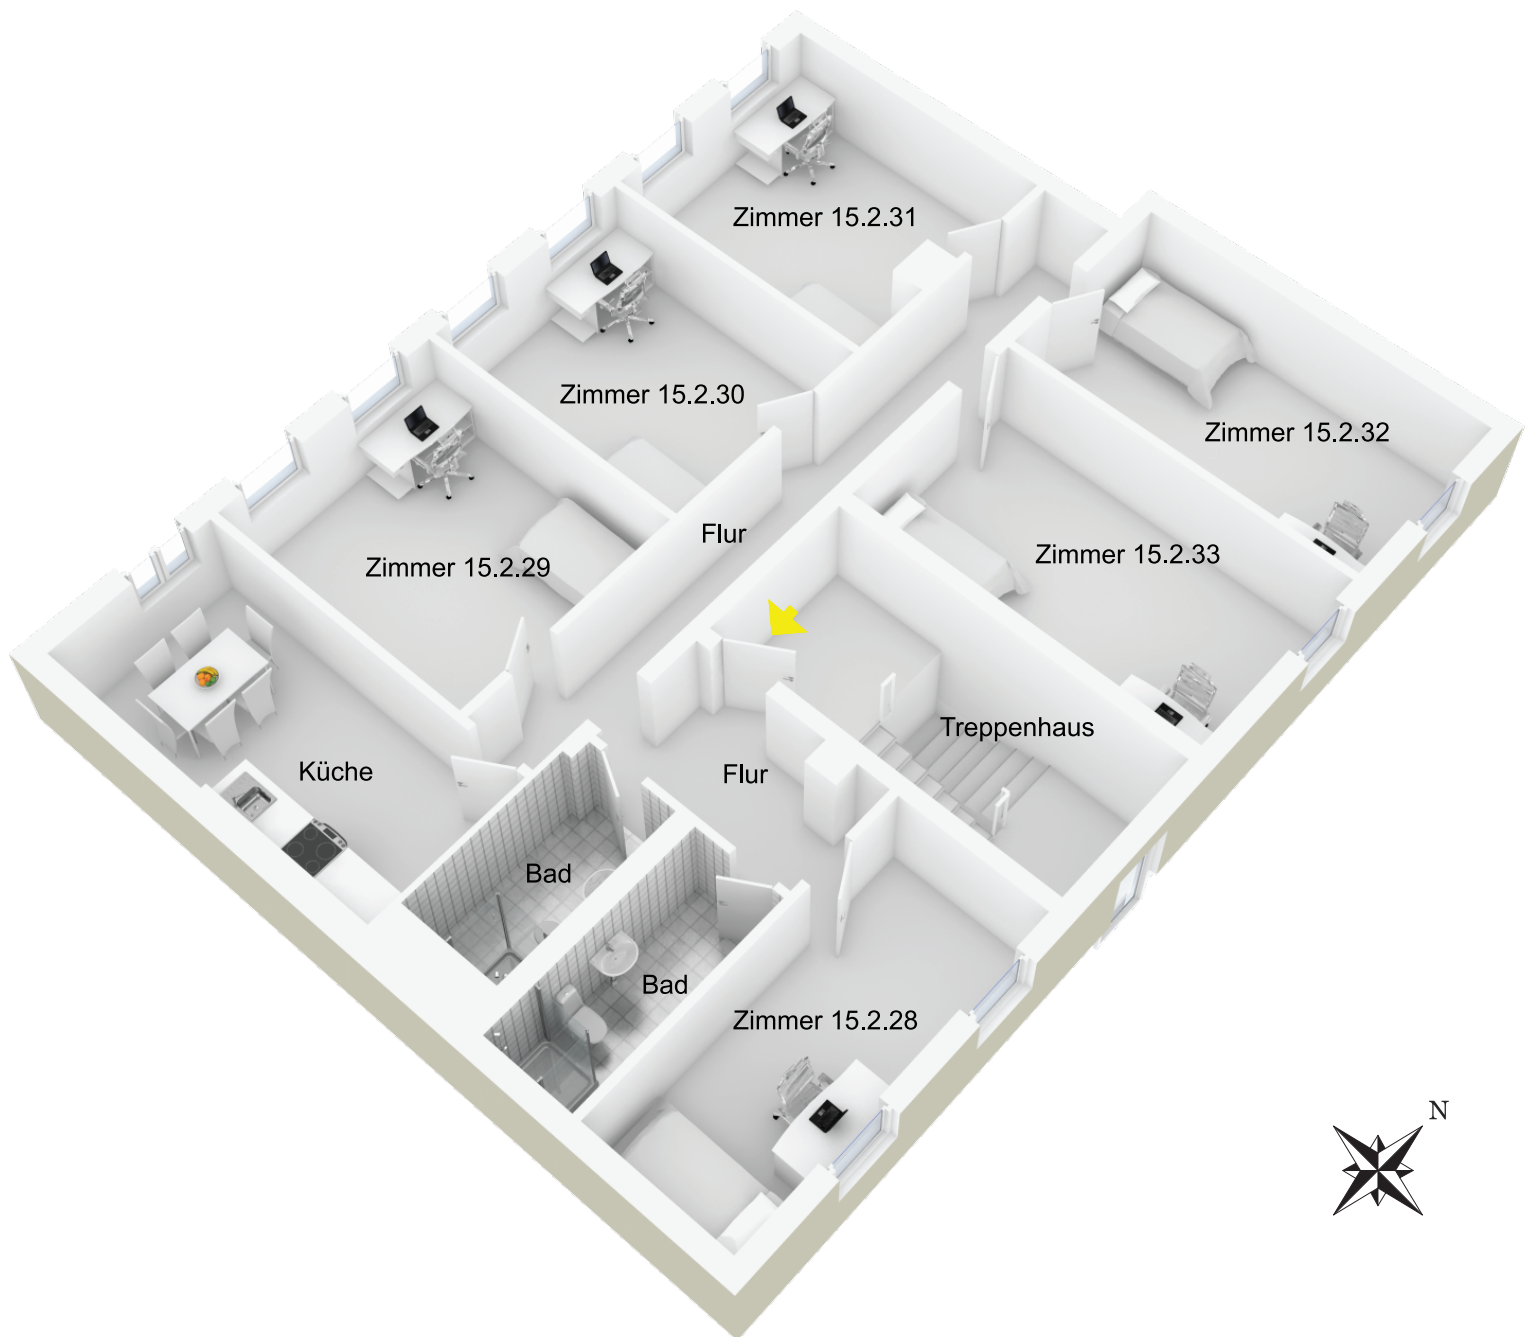 Zimmer 15.2.31
Zimmer 15.2.30
Zimmer 15.2.32
Flur
Zimmer 15.2.33
Zimmer 15.2.29
Treppenhaus
Küche
Flur
Bad
Bad
Zimmer 15.2.28
N